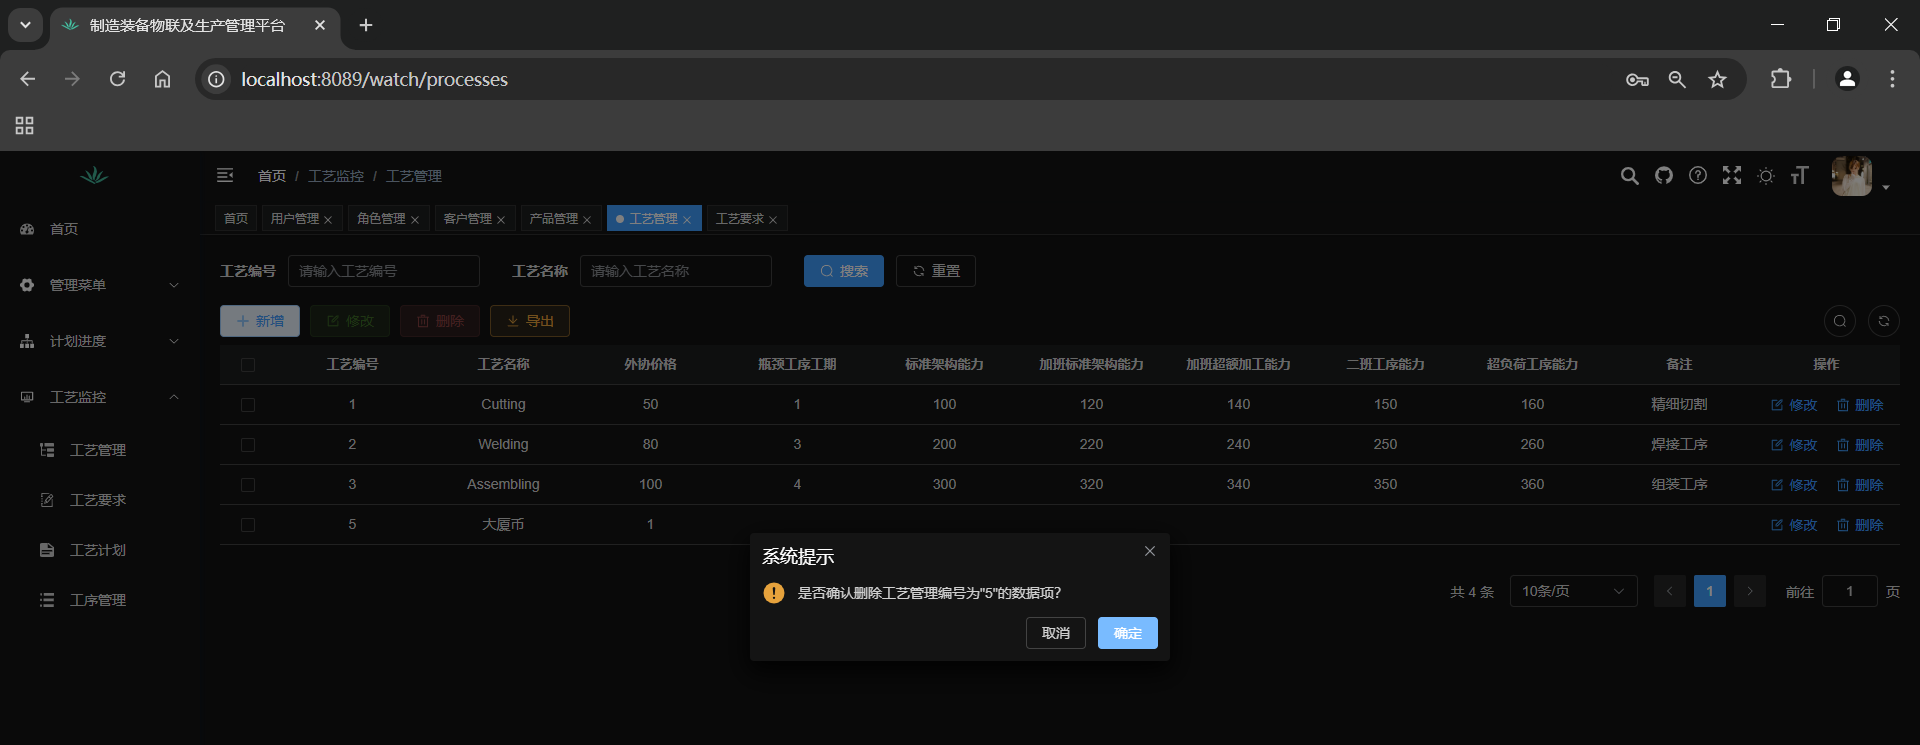 制造装备物联及生产管理平台
localhost:8089/watch/processes
首页 / 工艺监控 / 工艺管理
首页 用户管理 角色管理 客户管理 产品管理 工艺管理 工艺要求
首页
管理菜单
计划进度
工艺监控
工艺管理
工艺要求
工艺计划
工序管理
工艺编号 请输入工艺编号 工艺名称 请输入工艺名称 搜索 重置
新增 修改 删除 导出
工艺编号 工艺名称 外协价格 瓶颈工序工期 标准架构能力 加班标准架构能力 加班超额加工能力 二班工序能力 超负荷工序能力 备注 操作
1 Cutting 50 1 100 120 140 150 160 精细切割 修改 删除
2 Welding 80 3 200 220 240 250 260 焊接工序 修改 删除
3 Assembling 100 4 300 320 340 350 360 组装工序 修改 删除
5 大厦币 1 修改 删除
系统提示
是否确认删除工艺管理编号为"5"的数据项?
取消 确定
共 4 条 10条/页 1 前往 1 页